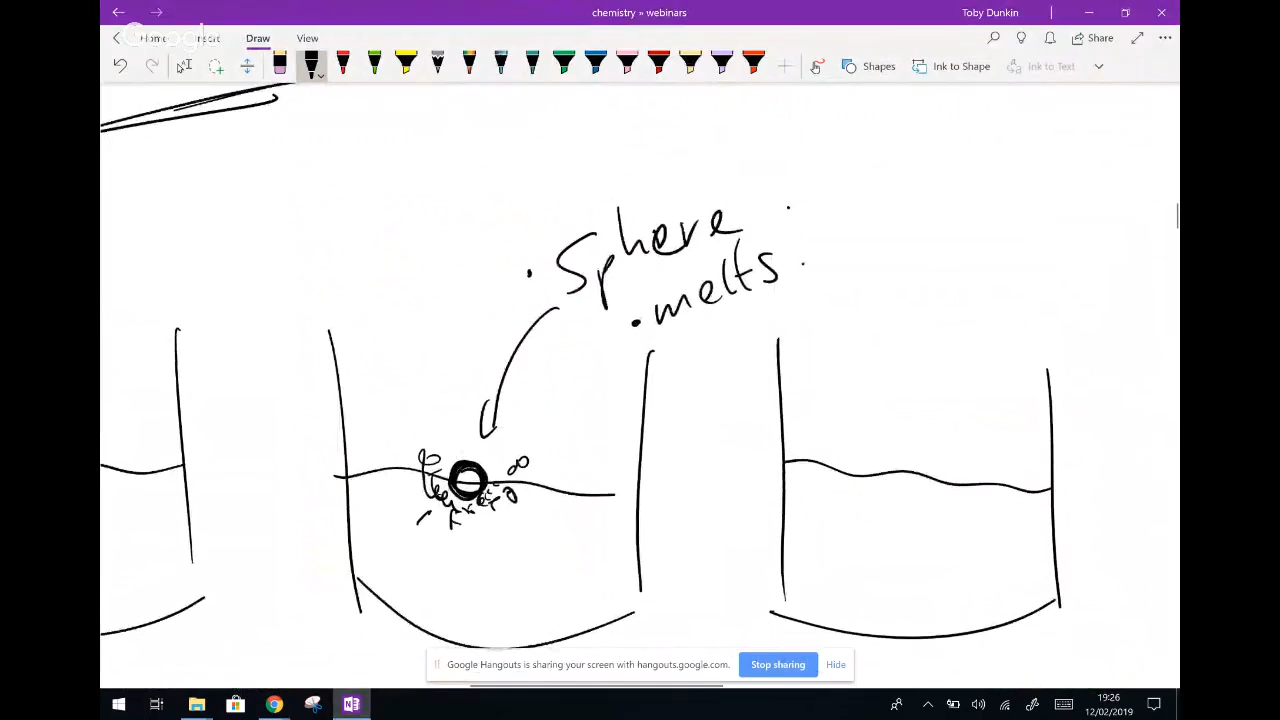 chemistry » webinars
Toby Dunkin
Google
Home
Insert
Draw
View
Share
Shapes
Ink to Shape
Ink to Text
. Sphere
. melts
Google Hangouts is sharing your screen with hangouts.google.com.
Stop sharing
Hide
19:26
12/02/2019